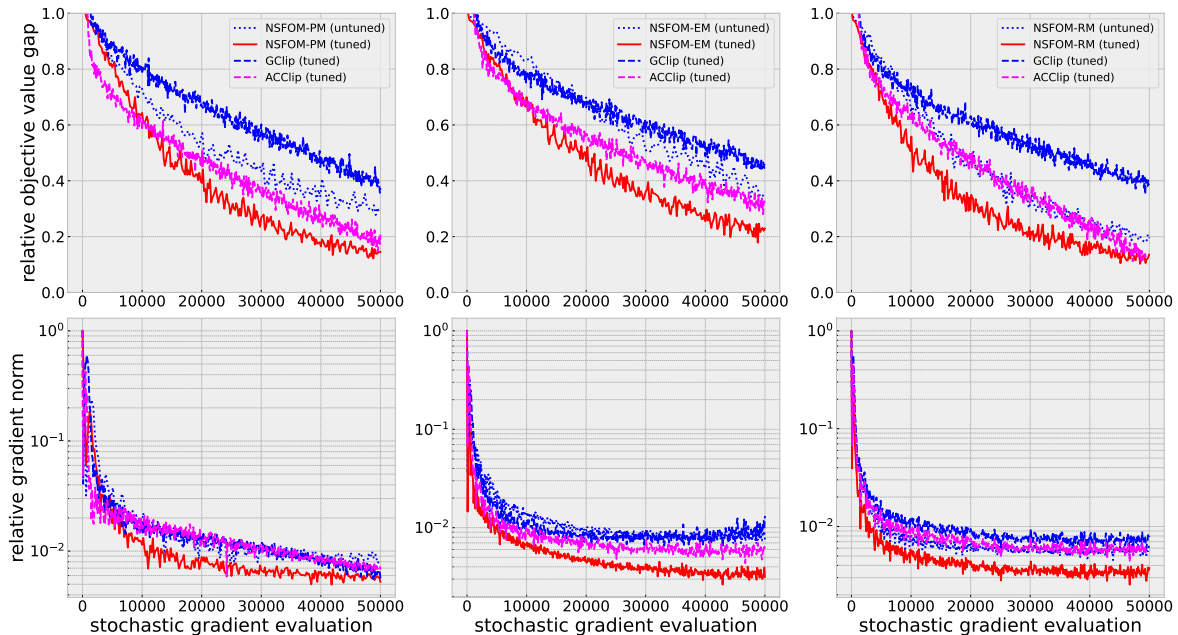 relative objective value gap
1.0
0.8
0.6
0.4
0.2
0.0
0 10000 20000 30000 40000 50000
NSFOM-PM (untuned)
NSFOM-PM (tuned)
GClip (tuned)
ACClip (tuned)
1.0
0.8
0.6
0.4
0.2
0.0
0 10000 20000 30000 40000 50000
NSFOM-EM (untuned)
NSFOM-EM (tuned)
GClip (tuned)
ACClip (tuned)
1.0
0.8
0.6
0.4
0.2
0.0
0 10000 20000 30000 40000 50000
NSFOM-RM (untuned)
NSFOM-RM (tuned)
GClip (tuned)
ACClip (tuned)
relative gradient norm
10⁰
10⁻¹
10⁻²
0 10000 20000 30000 40000 50000
stochastic gradient evaluation
10⁰
10⁻¹
10⁻²
0 10000 20000 30000 40000 50000
stochastic gradient evaluation
10⁰
10⁻¹
10⁻²
0 10000 20000 30000 40000 50000
stochastic gradient evaluation